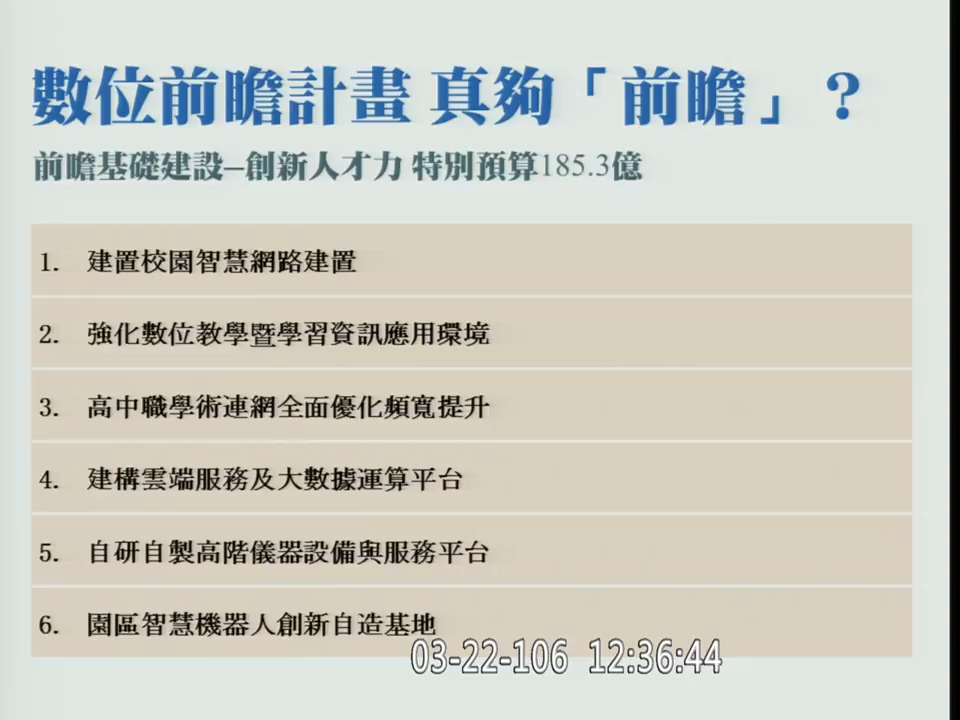 數位前瞻計畫 真夠「前瞻」？
前瞻基礎建設–創新人才力 特別預算185.3億
1. 建置校園智慧網路建置
2. 強化數位教學暨學習資訊應用環境
3. 高中職學術連網全面優化頻寬提升
4. 建構雲端服務及大數據運算平台
5. 自研自製高階儀器設備與服務平台
6. 園區智慧機器人創新自造基地
03-22-106 12:36:44